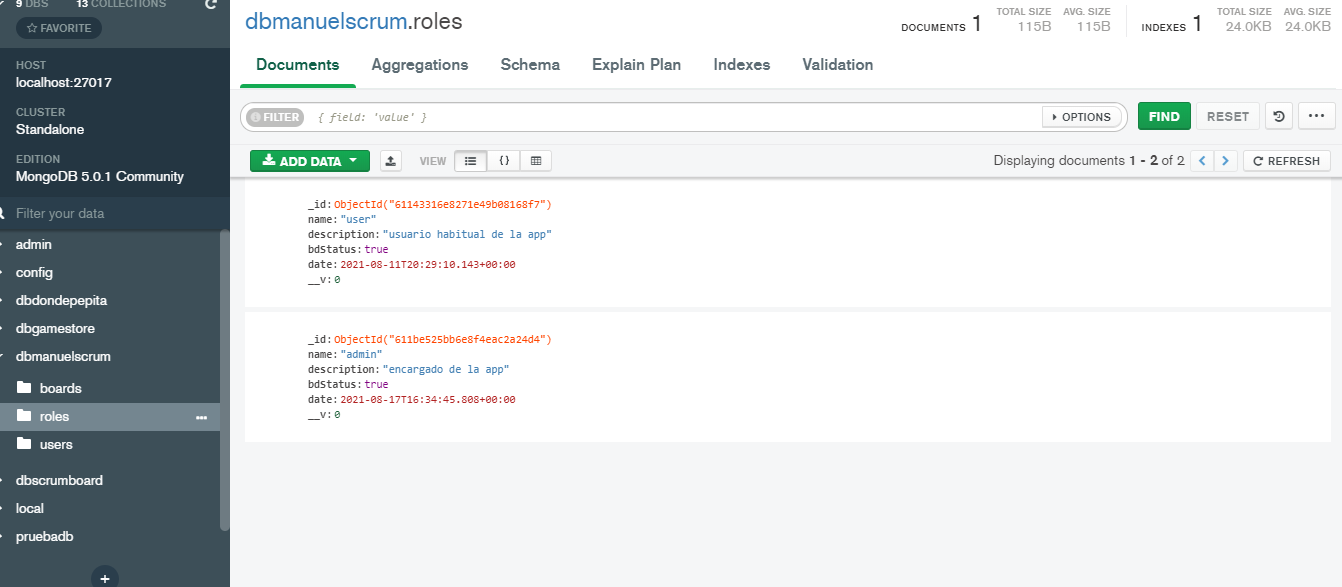 9 DBS 13 COLLECTIONS
FAVORITE
HOST
localhost:27017
CLUSTER
Standalone
EDITION
MongoDB 5.0.1 Community
Filter your data
admin
config
dbdondepepita
dbgamestore
dbmanuelscrum
boards
roles
users
dbscrumboard
local
pruebadb
dbmanuelscrum.roles
DOCUMENTS 1 TOTAL SIZE 115B AVG. SIZE 115B INDEXES 1 TOTAL SIZE 24.0KB AVG. SIZE 24.0KB
Documents Aggregations Schema Explain Plan Indexes Validation
FILTER { field: 'value' } OPTIONS FIND RESET
ADD DATA VIEW { } Displaying documents 1 - 2 of 2 REFRESH
_id: ObjectId("61143316e8271e49b08168f7")
name: "user"
description: "usuario habitual de la app"
bdStatus: true
date: 2021-08-11T20:29:10.143+00:00
__v: 0
_id: ObjectId("611be525bb6e8f4eac2a24d4")
name: "admin"
description: "encargado de la app"
bdStatus: true
date: 2021-08-17T16:34:45.808+00:00
__v: 0